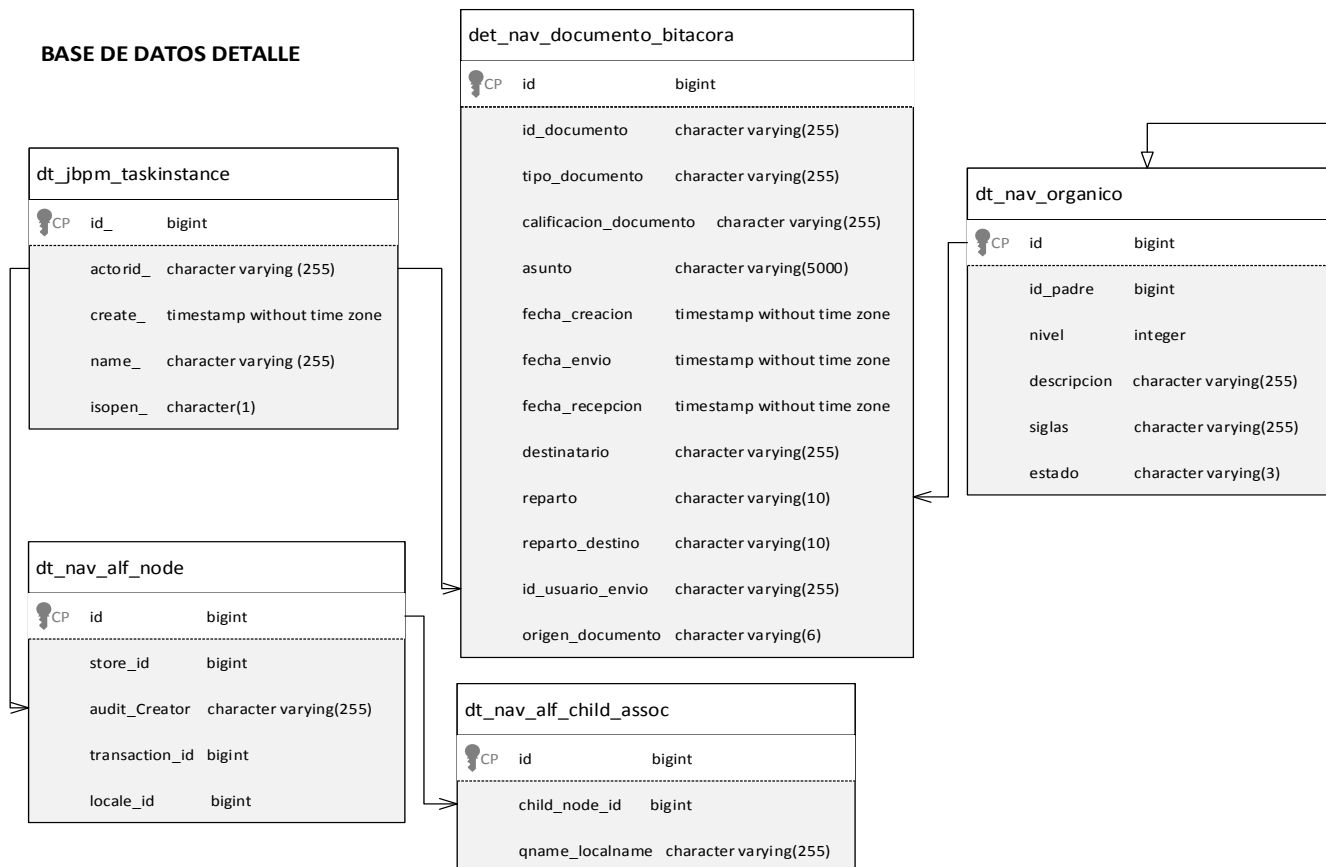 BASE DE DATOS DETALLE
det_nav_documento_bitacora
CP id bigint
id_documento character varying(255)
tipo_documento character varying(255)
calificacion_documento character varying(255)
asunto character varying(5000)
fecha_creacion timestamp without time zone
fecha_envio timestamp without time zone
fecha_recepcion timestamp without time zone
destinatario character varying(255)
reparto character varying(10)
reparto_destino character varying(10)
id_usuario_envio character varying(255)
origen_documento character varying(6)
dt_jbpm_taskinstance
CP id_ bigint
actorid_ character varying (255)
create_ timestamp without time zone
name_ character varying (255)
isopen_ character(1)
dt_nav_organico
CP id bigint
id_padre bigint
nivel integer
descripcion character varying(255)
siglas character varying(255)
estado character varying(3)
dt_nav_alf_node
CP id bigint
store_id bigint
audit_Creator character varying(255)
transaction_id bigint
locale_id bigint
dt_nav_alf_child_assoc
CP id bigint
child_node_id bigint
qname_localname character varying(255)